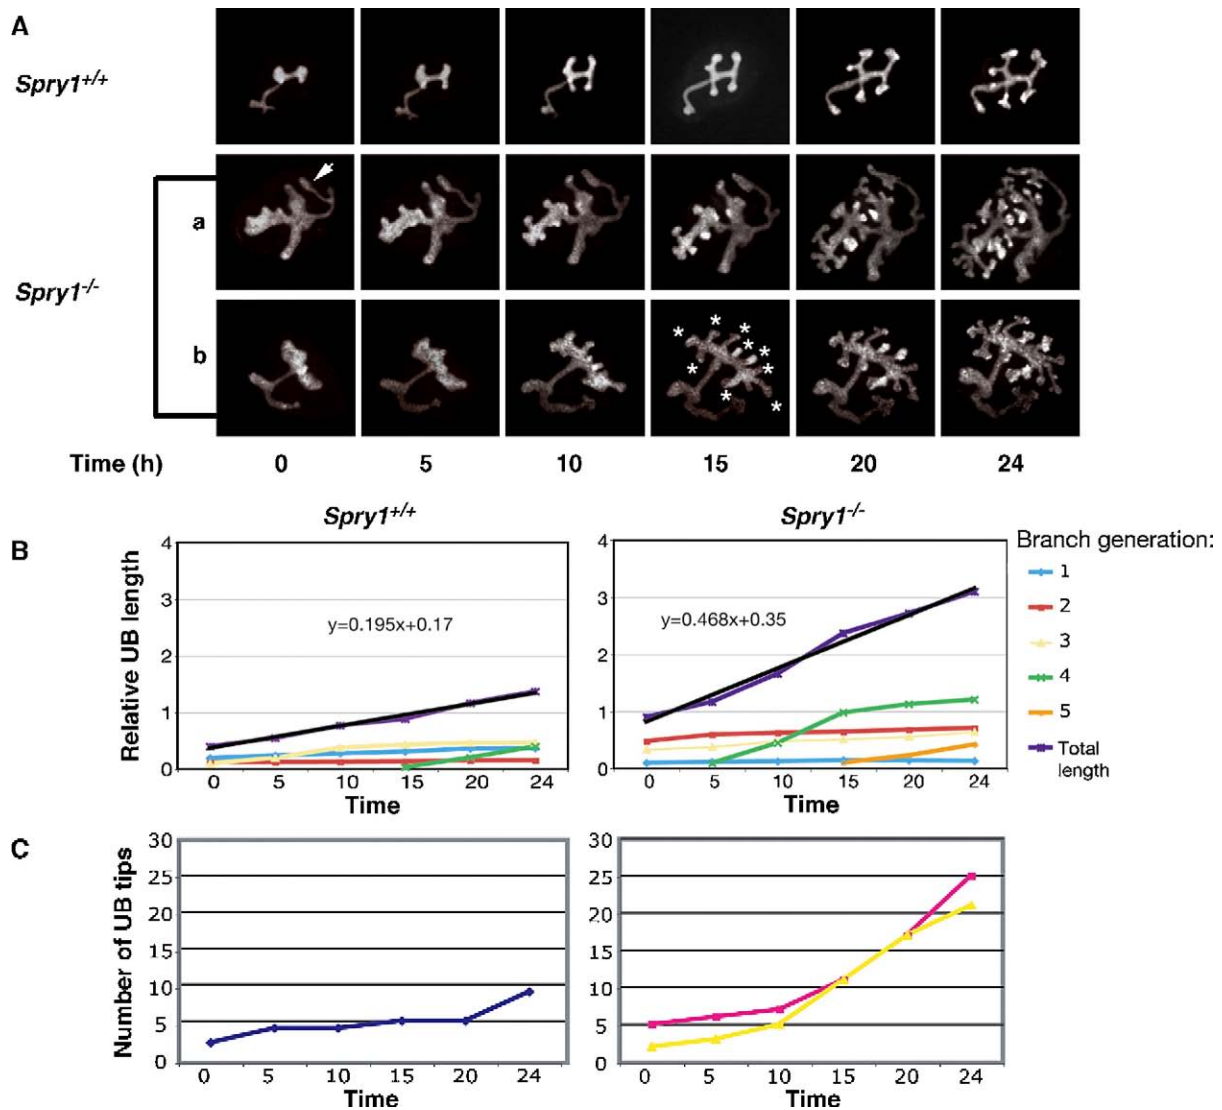 A
Spry1+/+
a
Spry1-/-
b
* * * * * * * * *
Time (h) 0 5 10 15 20 24
Spry1+/+ Spry1-/-
B
Relative UB length
4
3
2
1
0
y=0.195x+0.17
0 5 10 15 20 24
Time
4
3
2
1
0
y=0.468x+0.35
0 5 10 15 20 24
Time
Branch generation:
1
2
3
4
5
Total
length
C
Number of UB tips
30
25
20
15
10
5
0
0 5 10 15 20 24
Time
30
25
20
15
10
5
0
0 5 10 15 20 24
Time